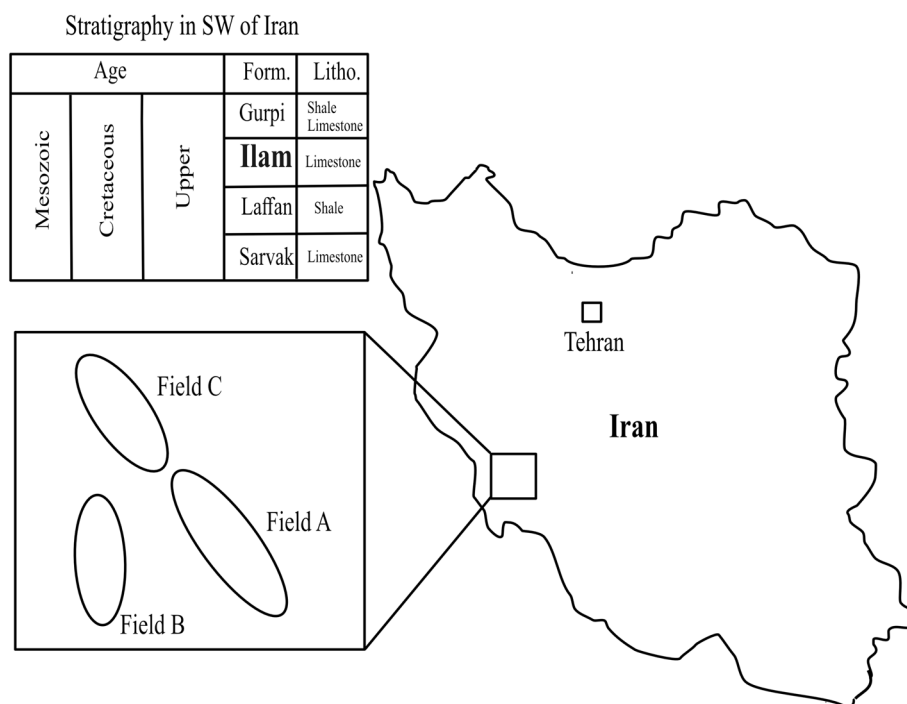 Stratigraphy in SW of Iran
Age Form. Litho.
Mesozoic
Cretaceous
Upper
Gurpi
Shale
Limestone
Ilam
Limestone
Laffan
Shale
Sarvak
Limestone
Tehran
Iran
Field C
Field A
Field B